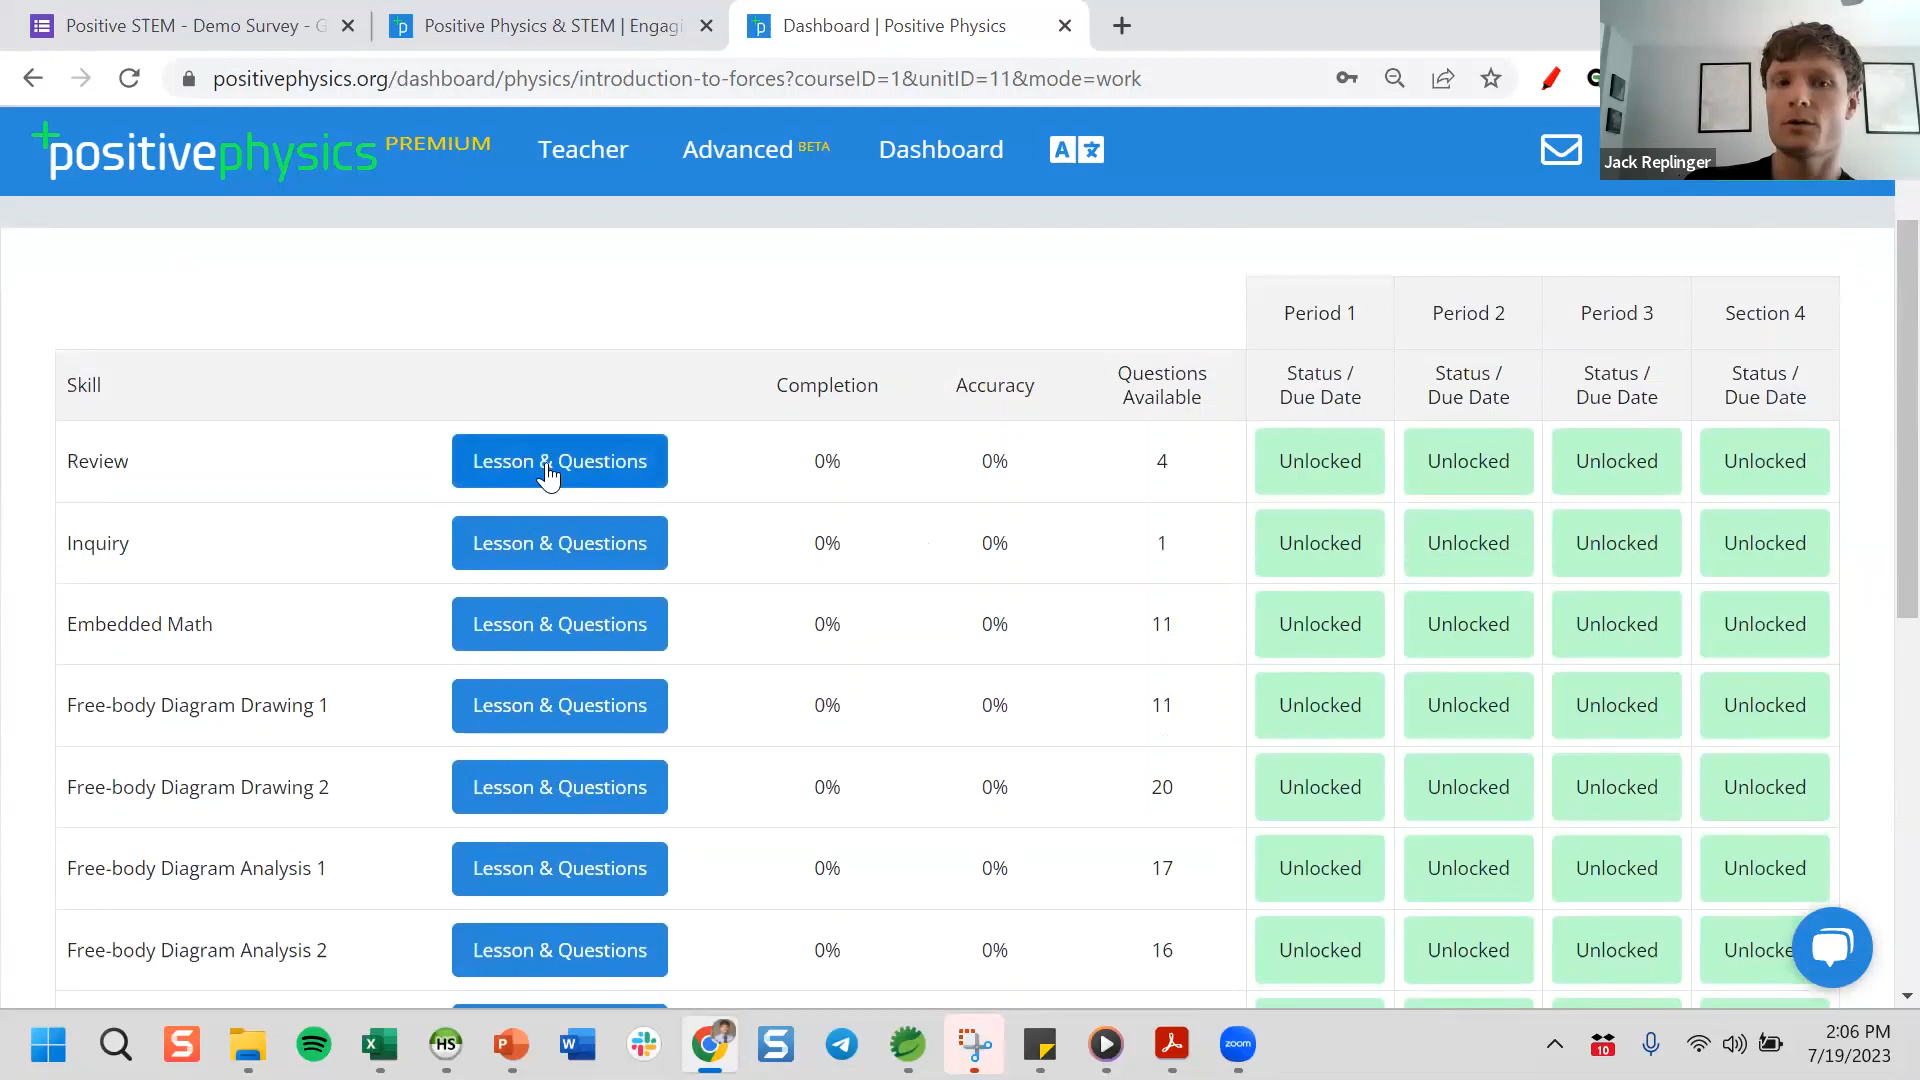 Positive STEM - Demo Survey - G
Positive Physics & STEM | Engagi
Dashboard | Positive Physics
positivephysics.org/dashboard/physics/introduction-to-forces?courseID=1&unitID=11&mode=work
Jack Replinger
positivephysics PREMIUM Teacher Advanced BETA Dashboard
Period 1 Period 2 Period 3 Section 4
Skill Completion Accuracy Questions Available Status / Due Date Status / Due Date Status / Due Date Status / Due Date
Review Lesson & Questions 0% 0% 4 Unlocked Unlocked Unlocked Unlocked
Inquiry Lesson & Questions 0% 0% 1 Unlocked Unlocked Unlocked Unlocked
Embedded Math Lesson & Questions 0% 0% 11 Unlocked Unlocked Unlocked Unlocked
Free-body Diagram Drawing 1 Lesson & Questions 0% 0% 11 Unlocked Unlocked Unlocked Unlocked
Free-body Diagram Drawing 2 Lesson & Questions 0% 0% 20 Unlocked Unlocked Unlocked Unlocked
Free-body Diagram Analysis 1 Lesson & Questions 0% 0% 17 Unlocked Unlocked Unlocked Unlocked
Free-body Diagram Analysis 2 Lesson & Questions 0% 0% 16 Unlocked Unlocked Unlocked Unlocke
S HS P W S zoom 10 2:06 PM
7/19/2023